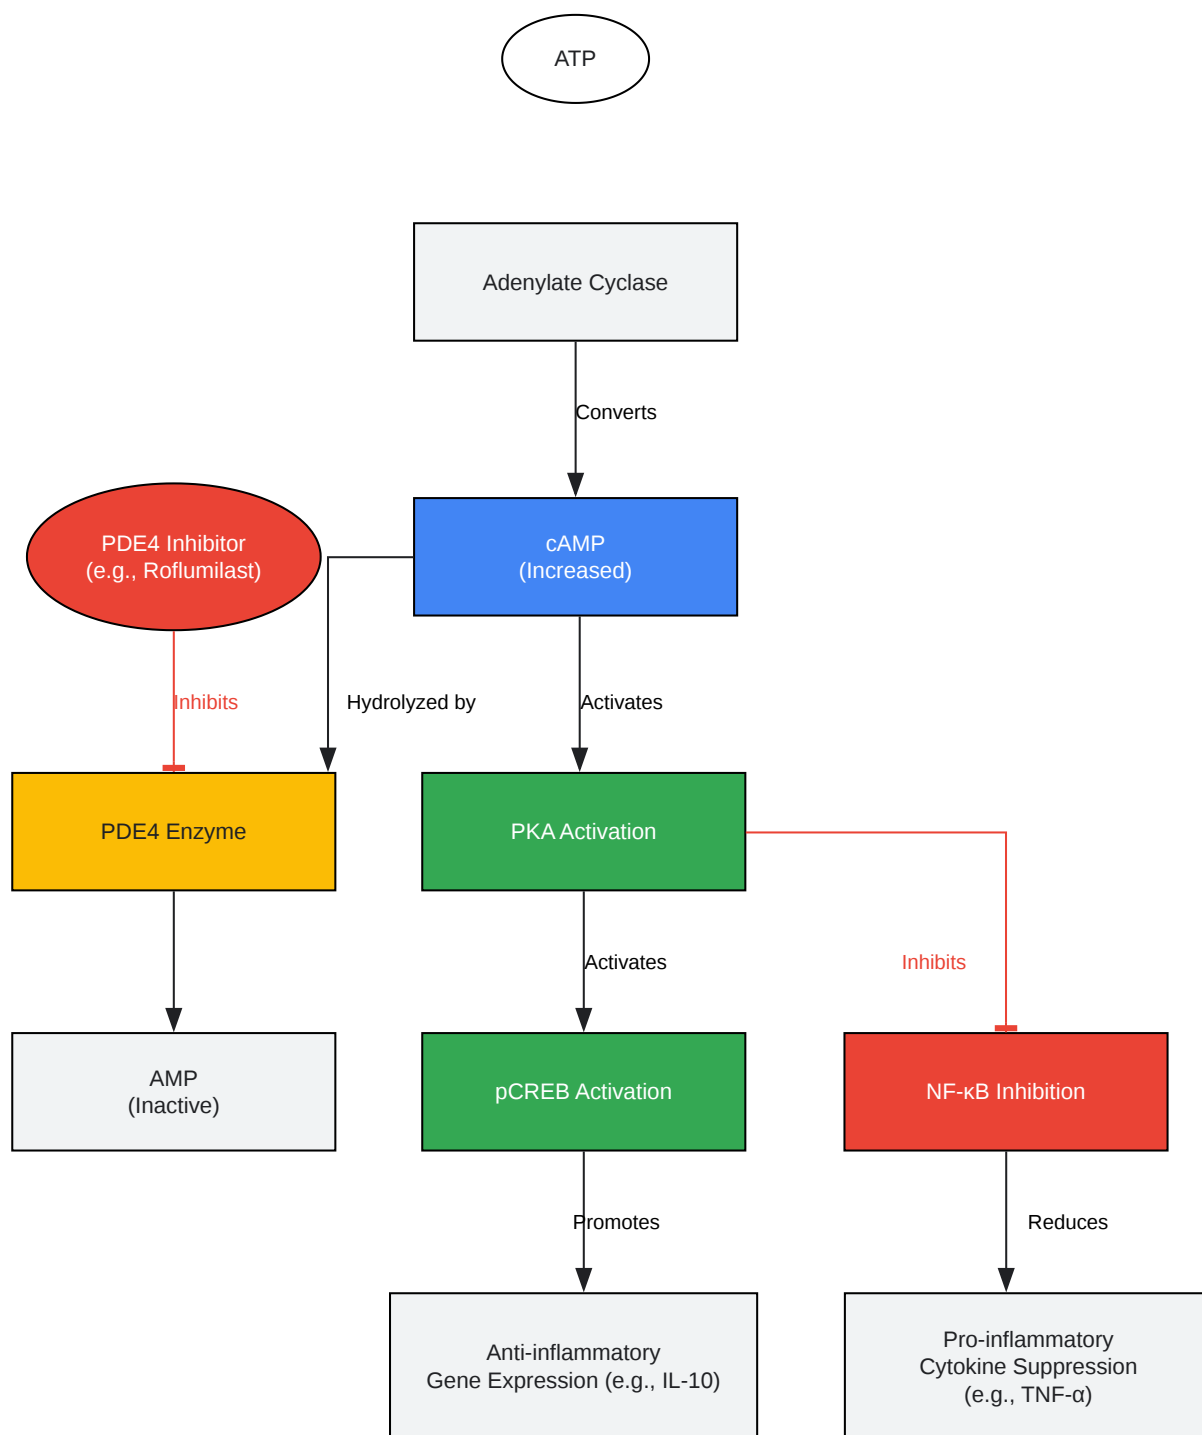 ATP
Adenylate Cyclase
Converts
PDE4 Inhibitor
(e.g., Roflumilast)
cAMP
(Increased)
Inhibits
Hydrolyzed by
Activates
PDE4 Enzyme
PKA Activation
Activates
Inhibits
AMP
(Inactive)
pCREB Activation
NF-κB Inhibition
Promotes
Reduces
Anti-inflammatory
Gene Expression (e.g., IL-10)
Pro-inflammatory
Cytokine Suppression
(e.g., TNF-α)